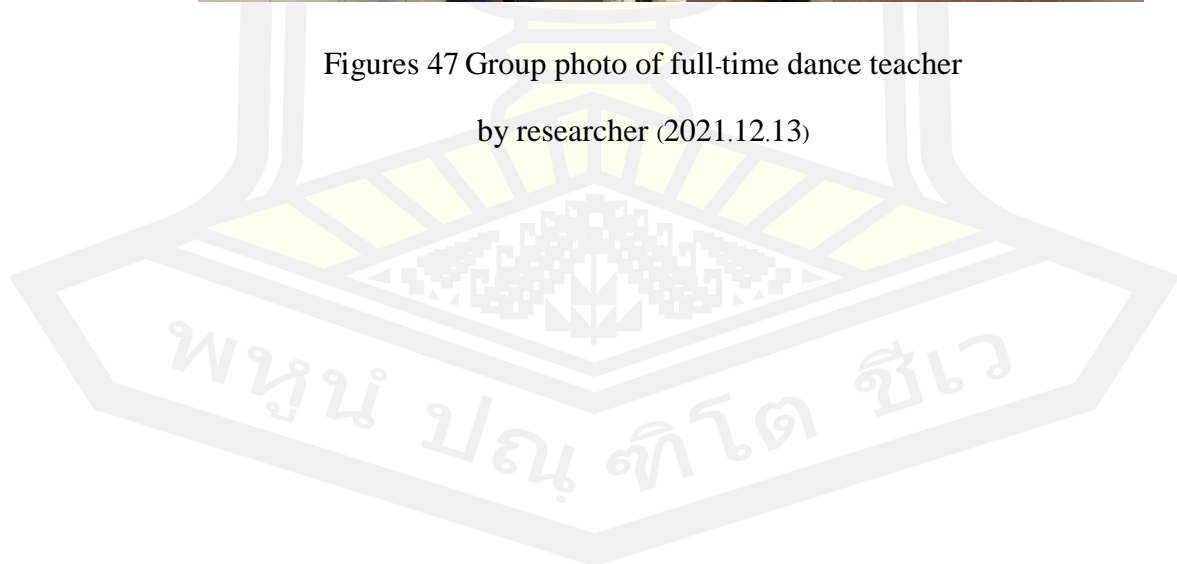 Figures 47 Group photo of full-time dance teacher
by researcher (2021.12.13)
พหูนํ ปณฺฑิโต ชีเว